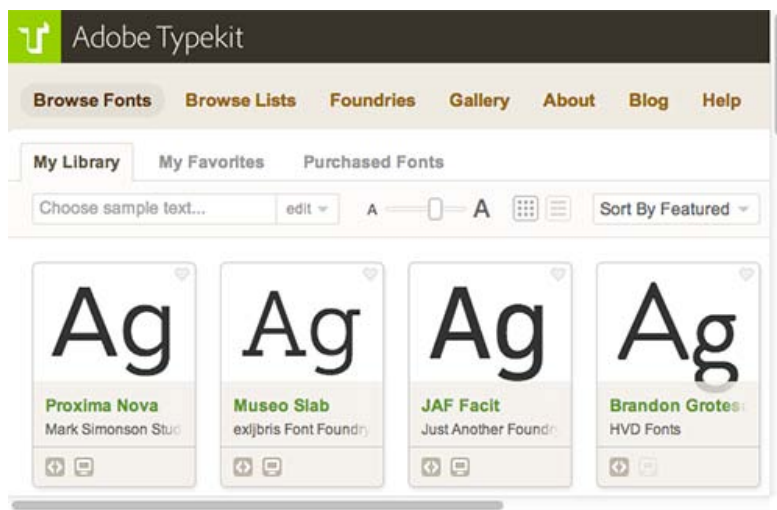 Adobe Typekit
Browse Fonts Browse Lists Foundries Gallery About Blog Help
My Library My Favorites Purchased Fonts
Choose sample text... edit A A Sort By Featured
Ag Ag Ag Ag
Proxima Nova Museo Slab JAF Facit Brandon Grotes
Mark Simonson Stud exljbris Font Foundry Just Another Foundr HVD Fonts